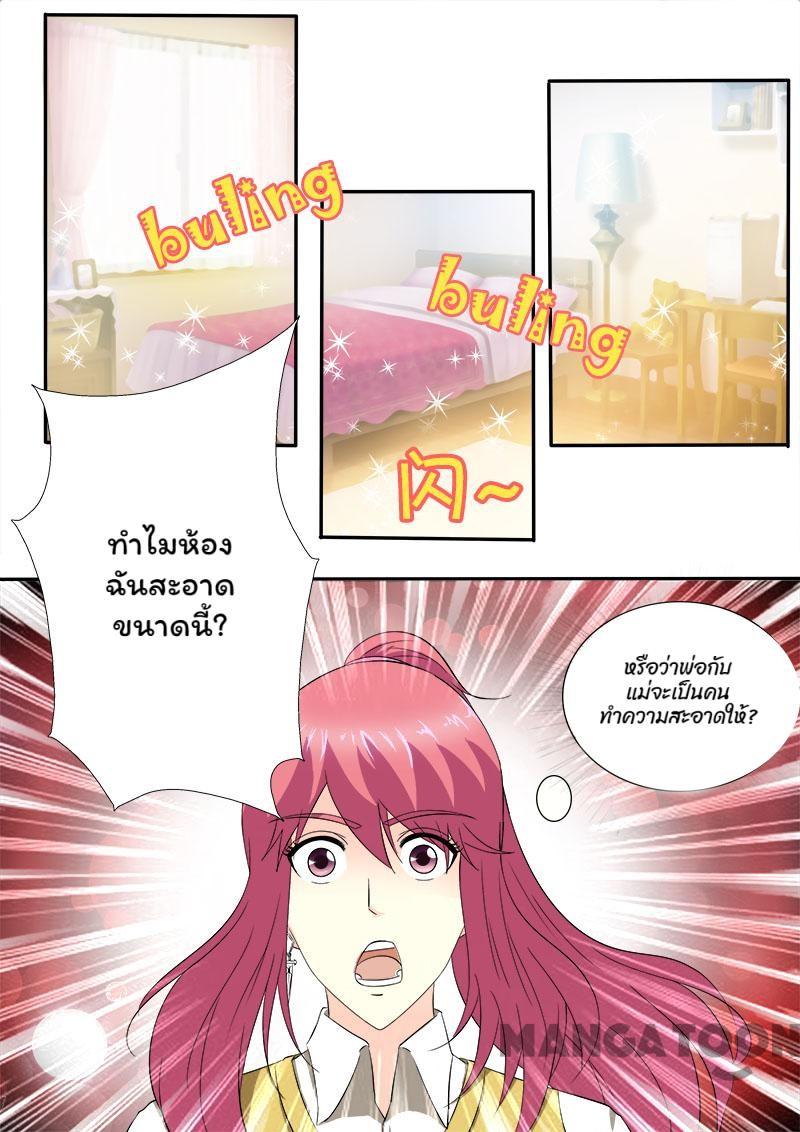 buling
buling
闪~
ทำไมห้อง
ฉันสะอาด
ขนาดนี้?
หรือว่าพ่อกับ
แม่จะเป็นคน
ทำความสะอาดให้?
MANGATOON